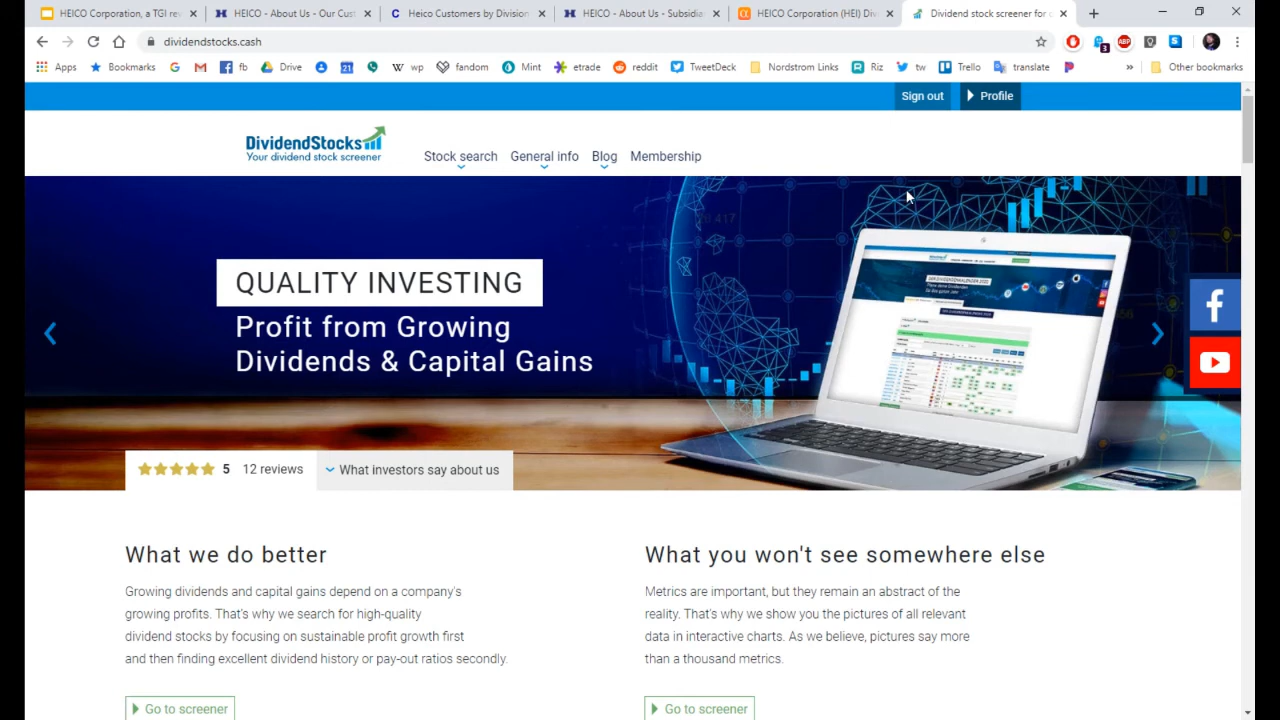 HEICO Corporation, a TGI rev
HEICO - About Us - Our Cust
Heico Customers by Division
HEICO - About Us - Subsidia
HEICO Corporation (HEI) Divi
Dividend stock screener for c
dividendstocks.cash
3
ABP
Apps
Bookmarks
fb
Drive
21
wp
fandom
Mint
etrade
reddit
TweetDeck
Nordstrom Links
Riz
tw
Trello
translate
»
Other bookmarks
Sign out
Profile
DividendStocks
Your dividend stock screener
Stock search
General info
Blog
Membership
QUALITY INVESTING
Profit from Growing
Dividends & Capital Gains
5 12 reviews
What investors say about us
What we do better
Growing dividends and capital gains depend on a company's
growing profits. That's why we search for high-quality
dividend stocks by focusing on sustainable profit growth first
and then finding excellent dividend history or pay-out ratios secondly.
Go to screener
What you won't see somewhere else
Metrics are important, but they remain an abstract of the
reality. That's why we show you the pictures of all relevant
data in interactive charts. As we believe, pictures say more
than a thousand metrics.
Go to screener